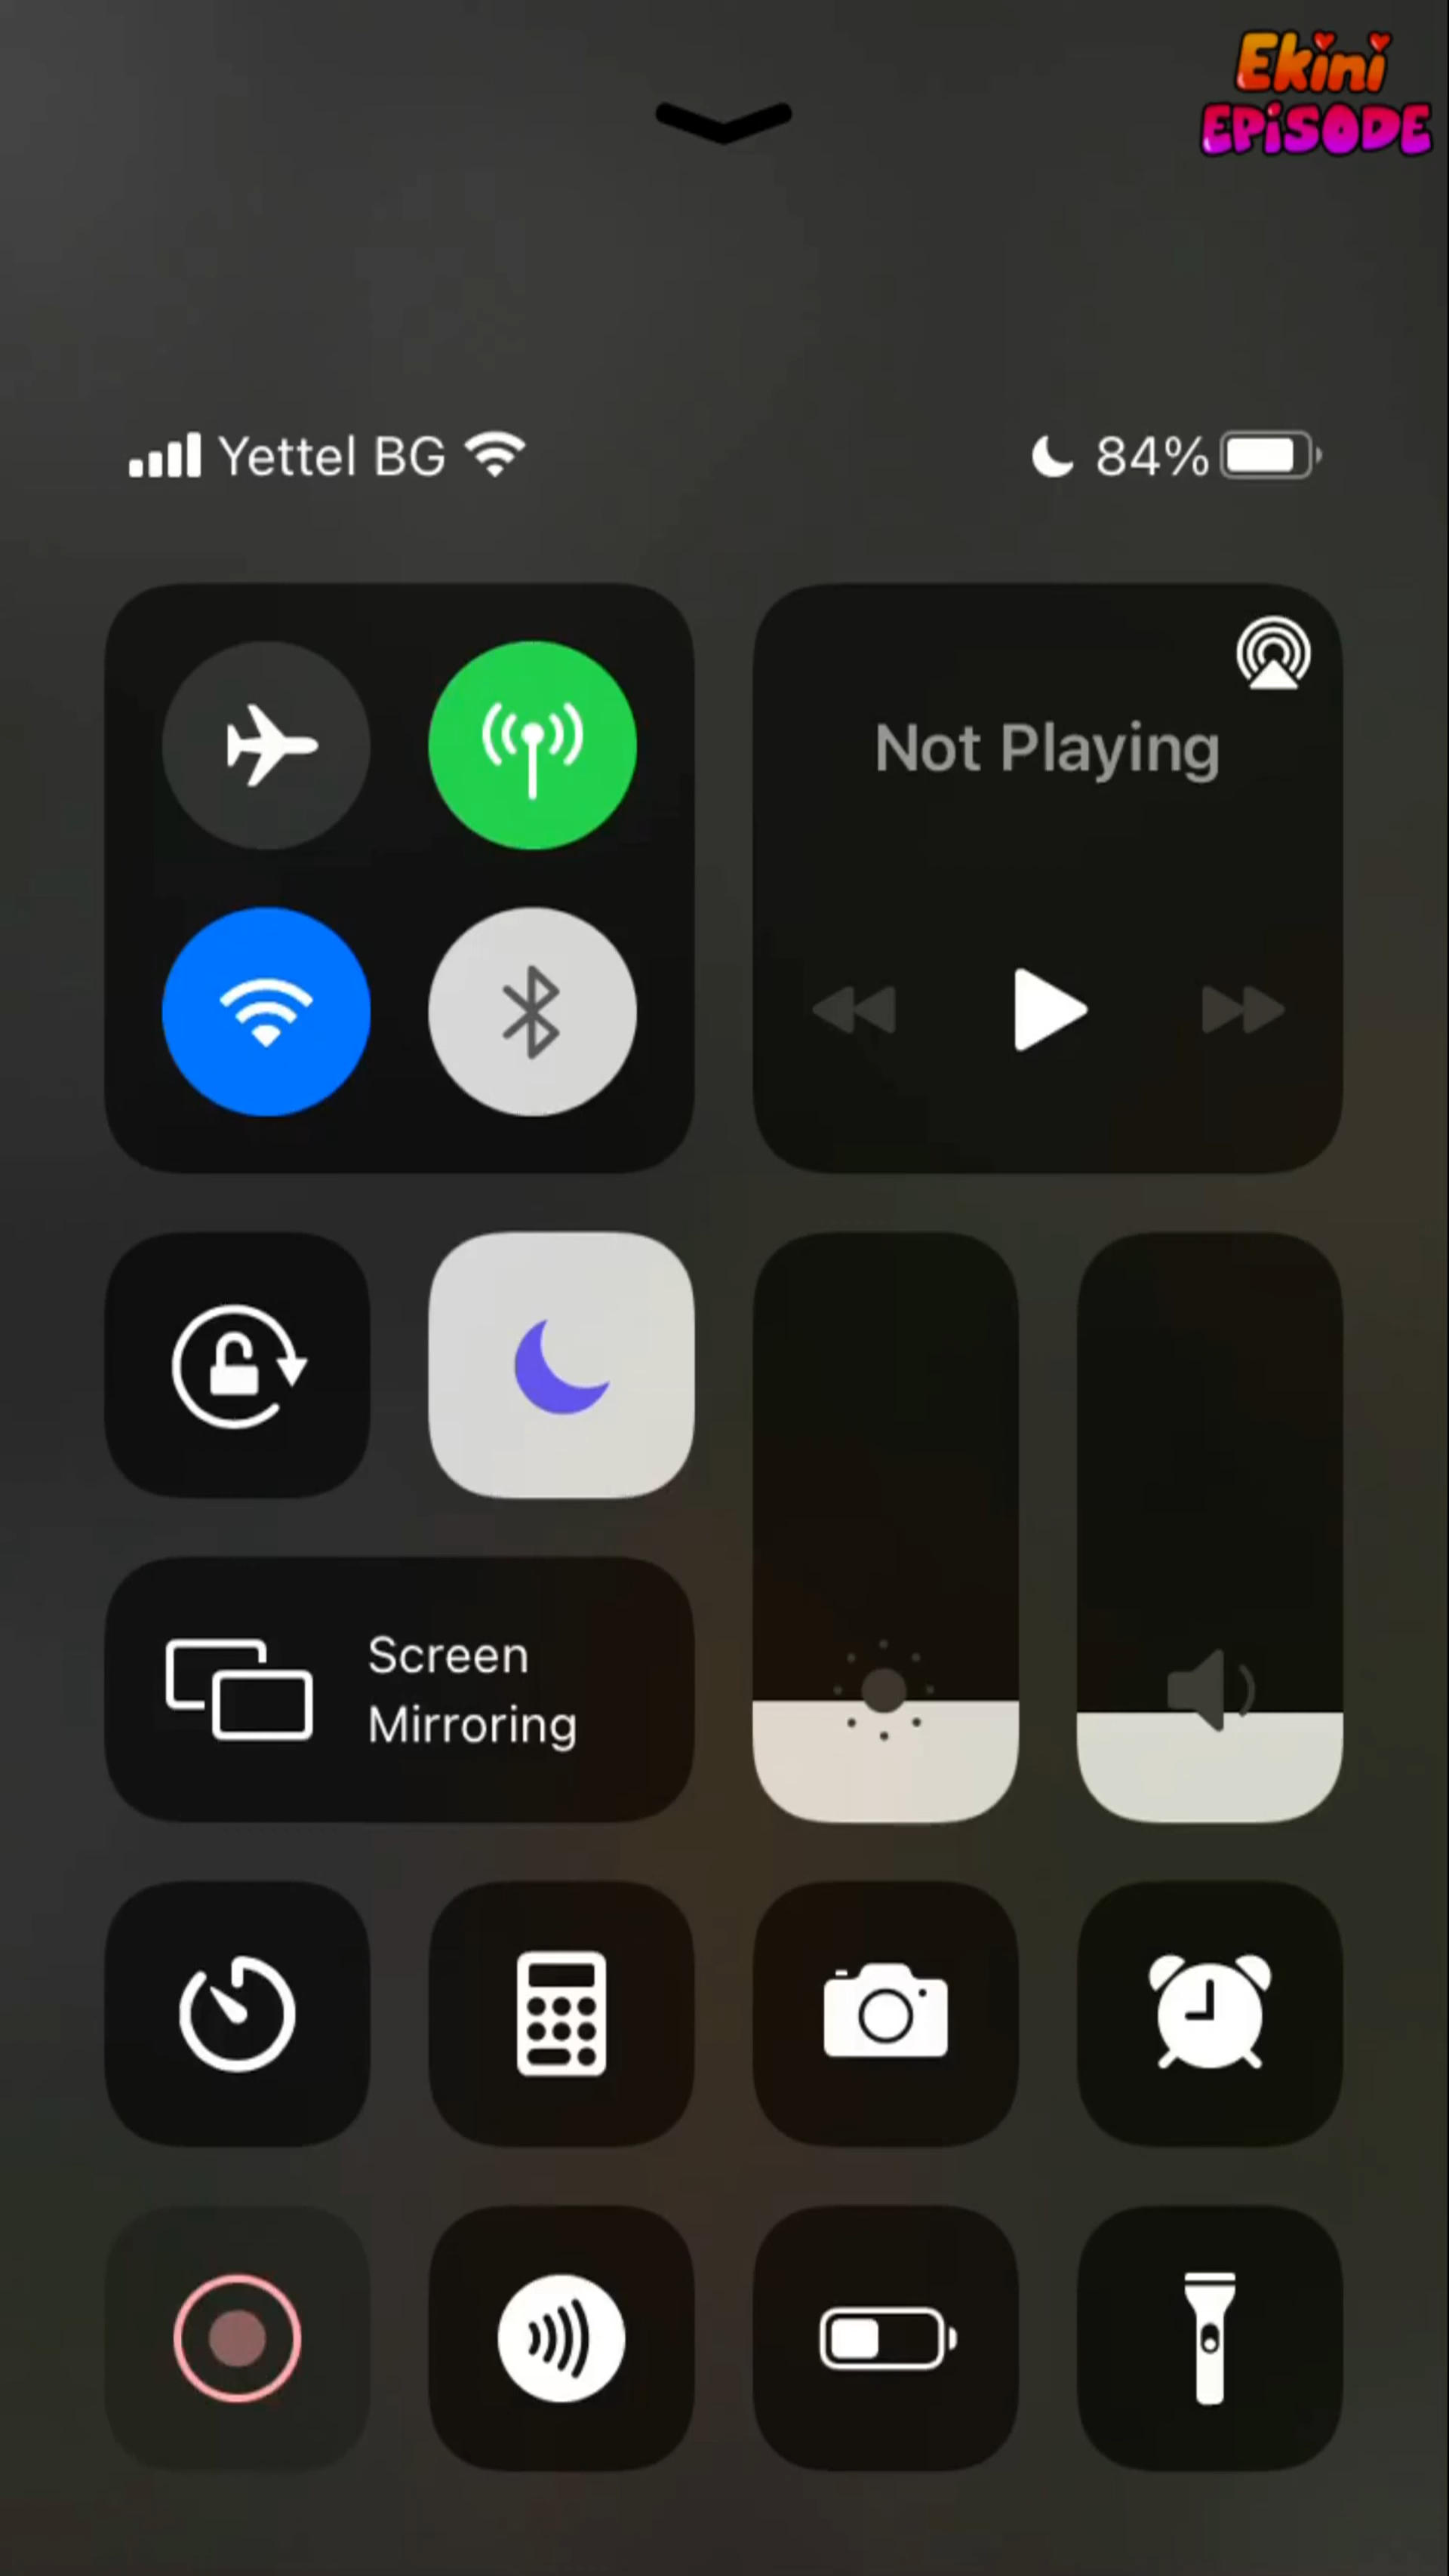 Ekini
EPiSODE
Yettel BG
84%
Not Playing
Screen
Mirroring